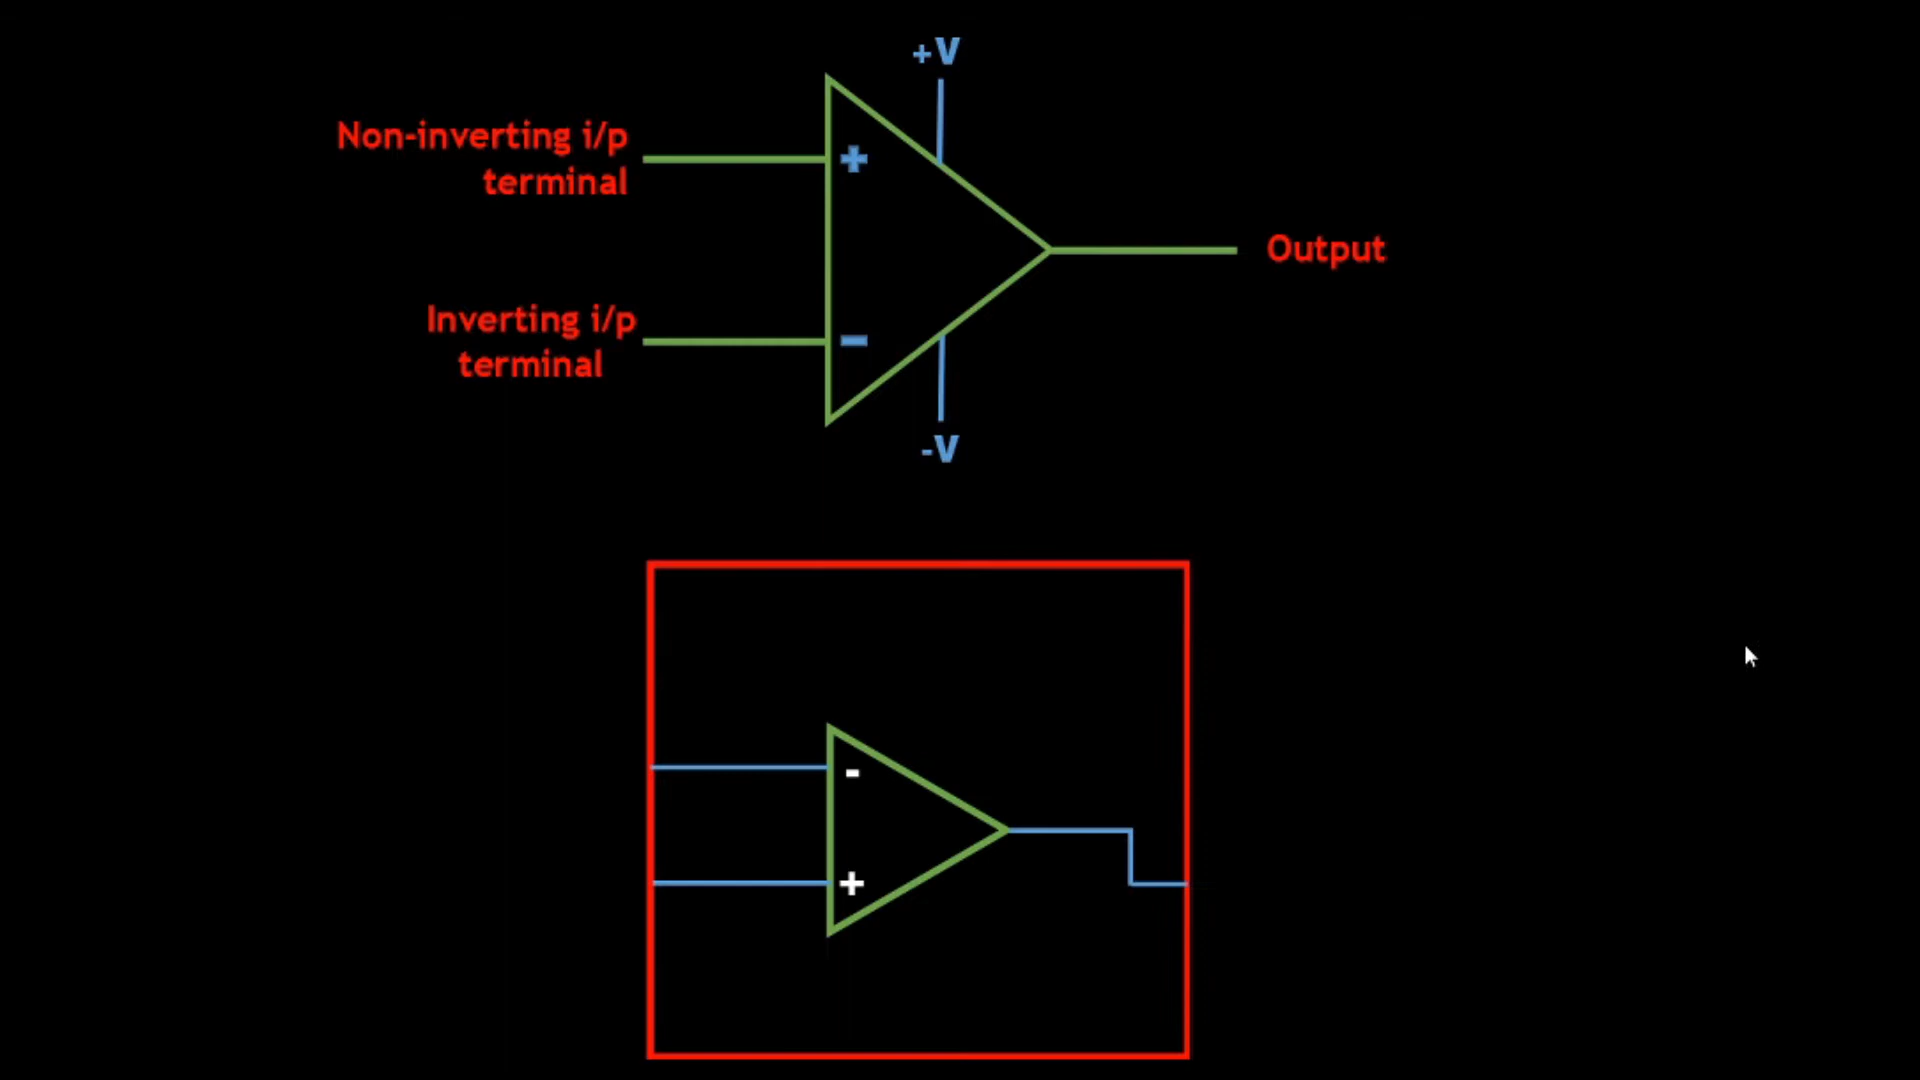 +V
Non-inverting i/p
terminal
+
Output
Inverting i/p
terminal
-
-V
-
+